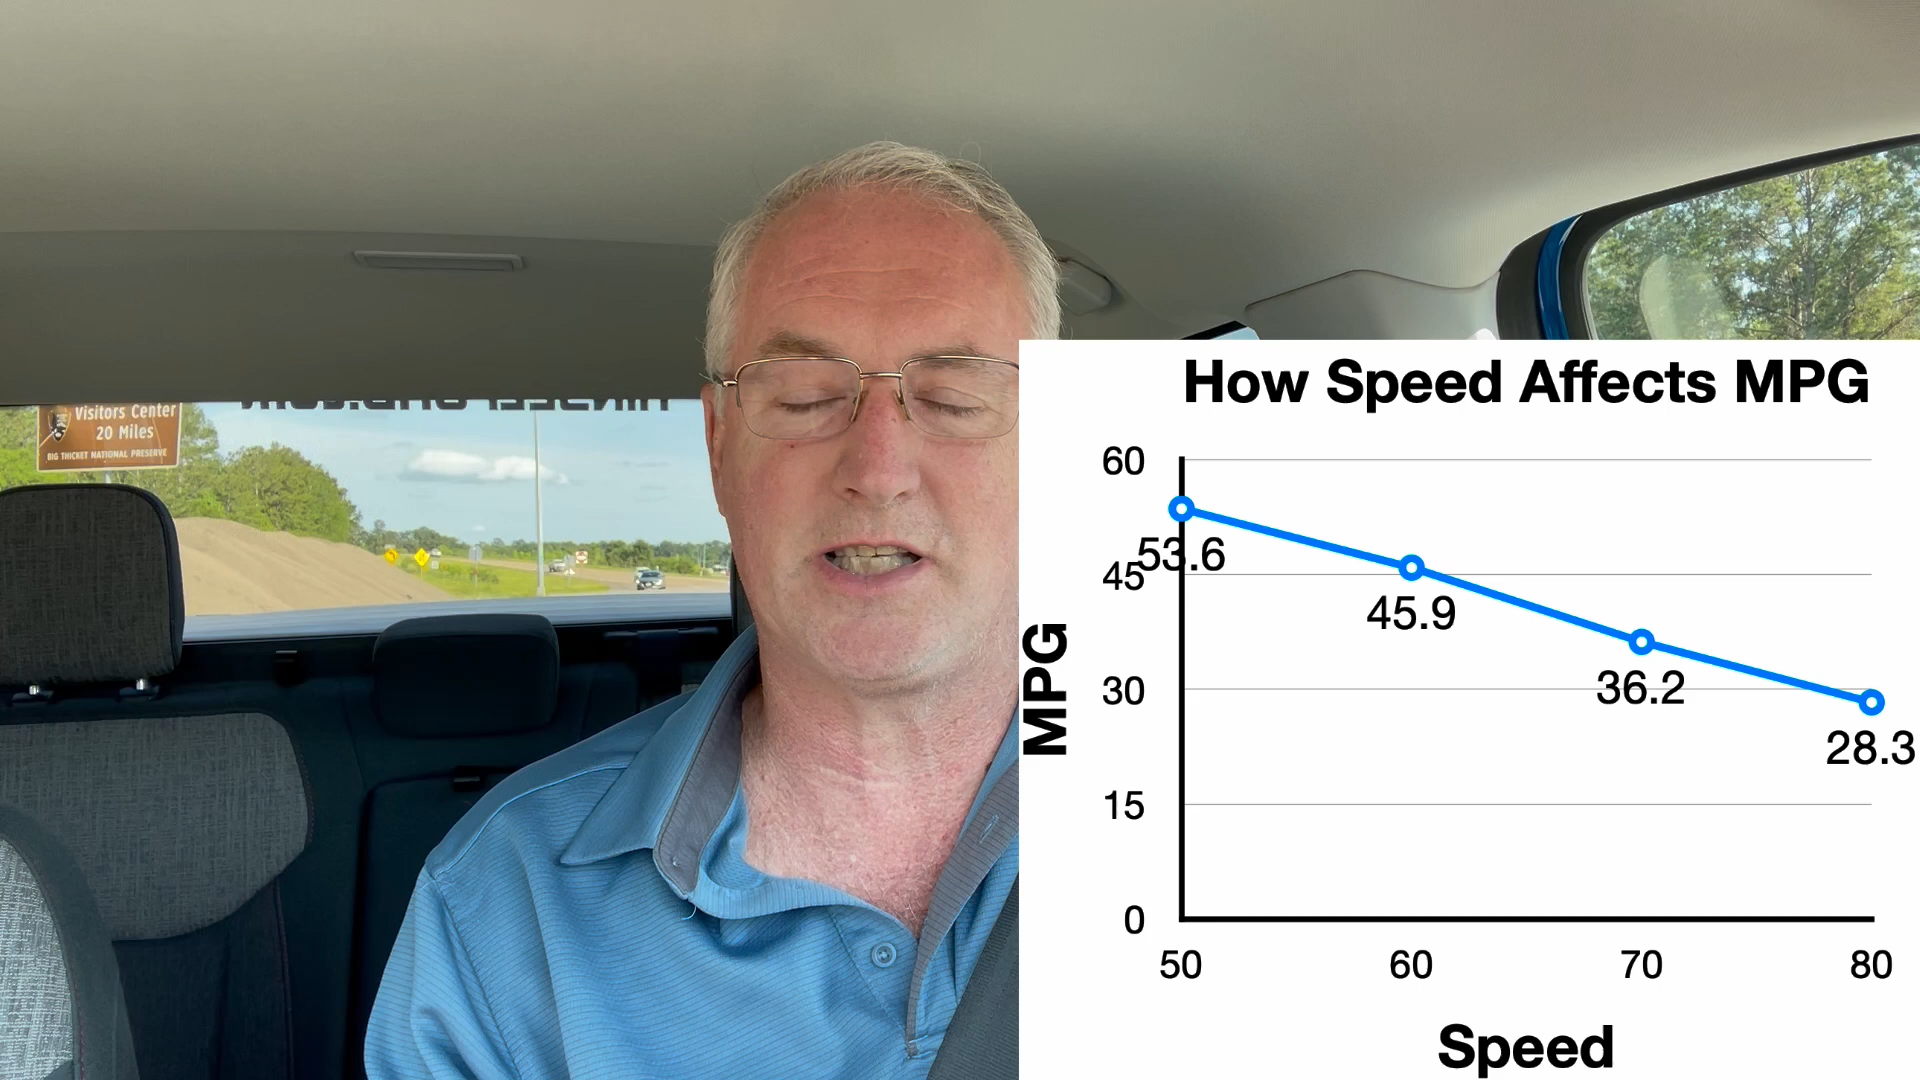 Visitors Center
20 Miles
BIG THICKET NATIONAL PRESERVE
How Speed Affects MPG
60
53.6
45
45.9
MPG
36.2
30
28.3
15
0
50 60 70 80
Speed